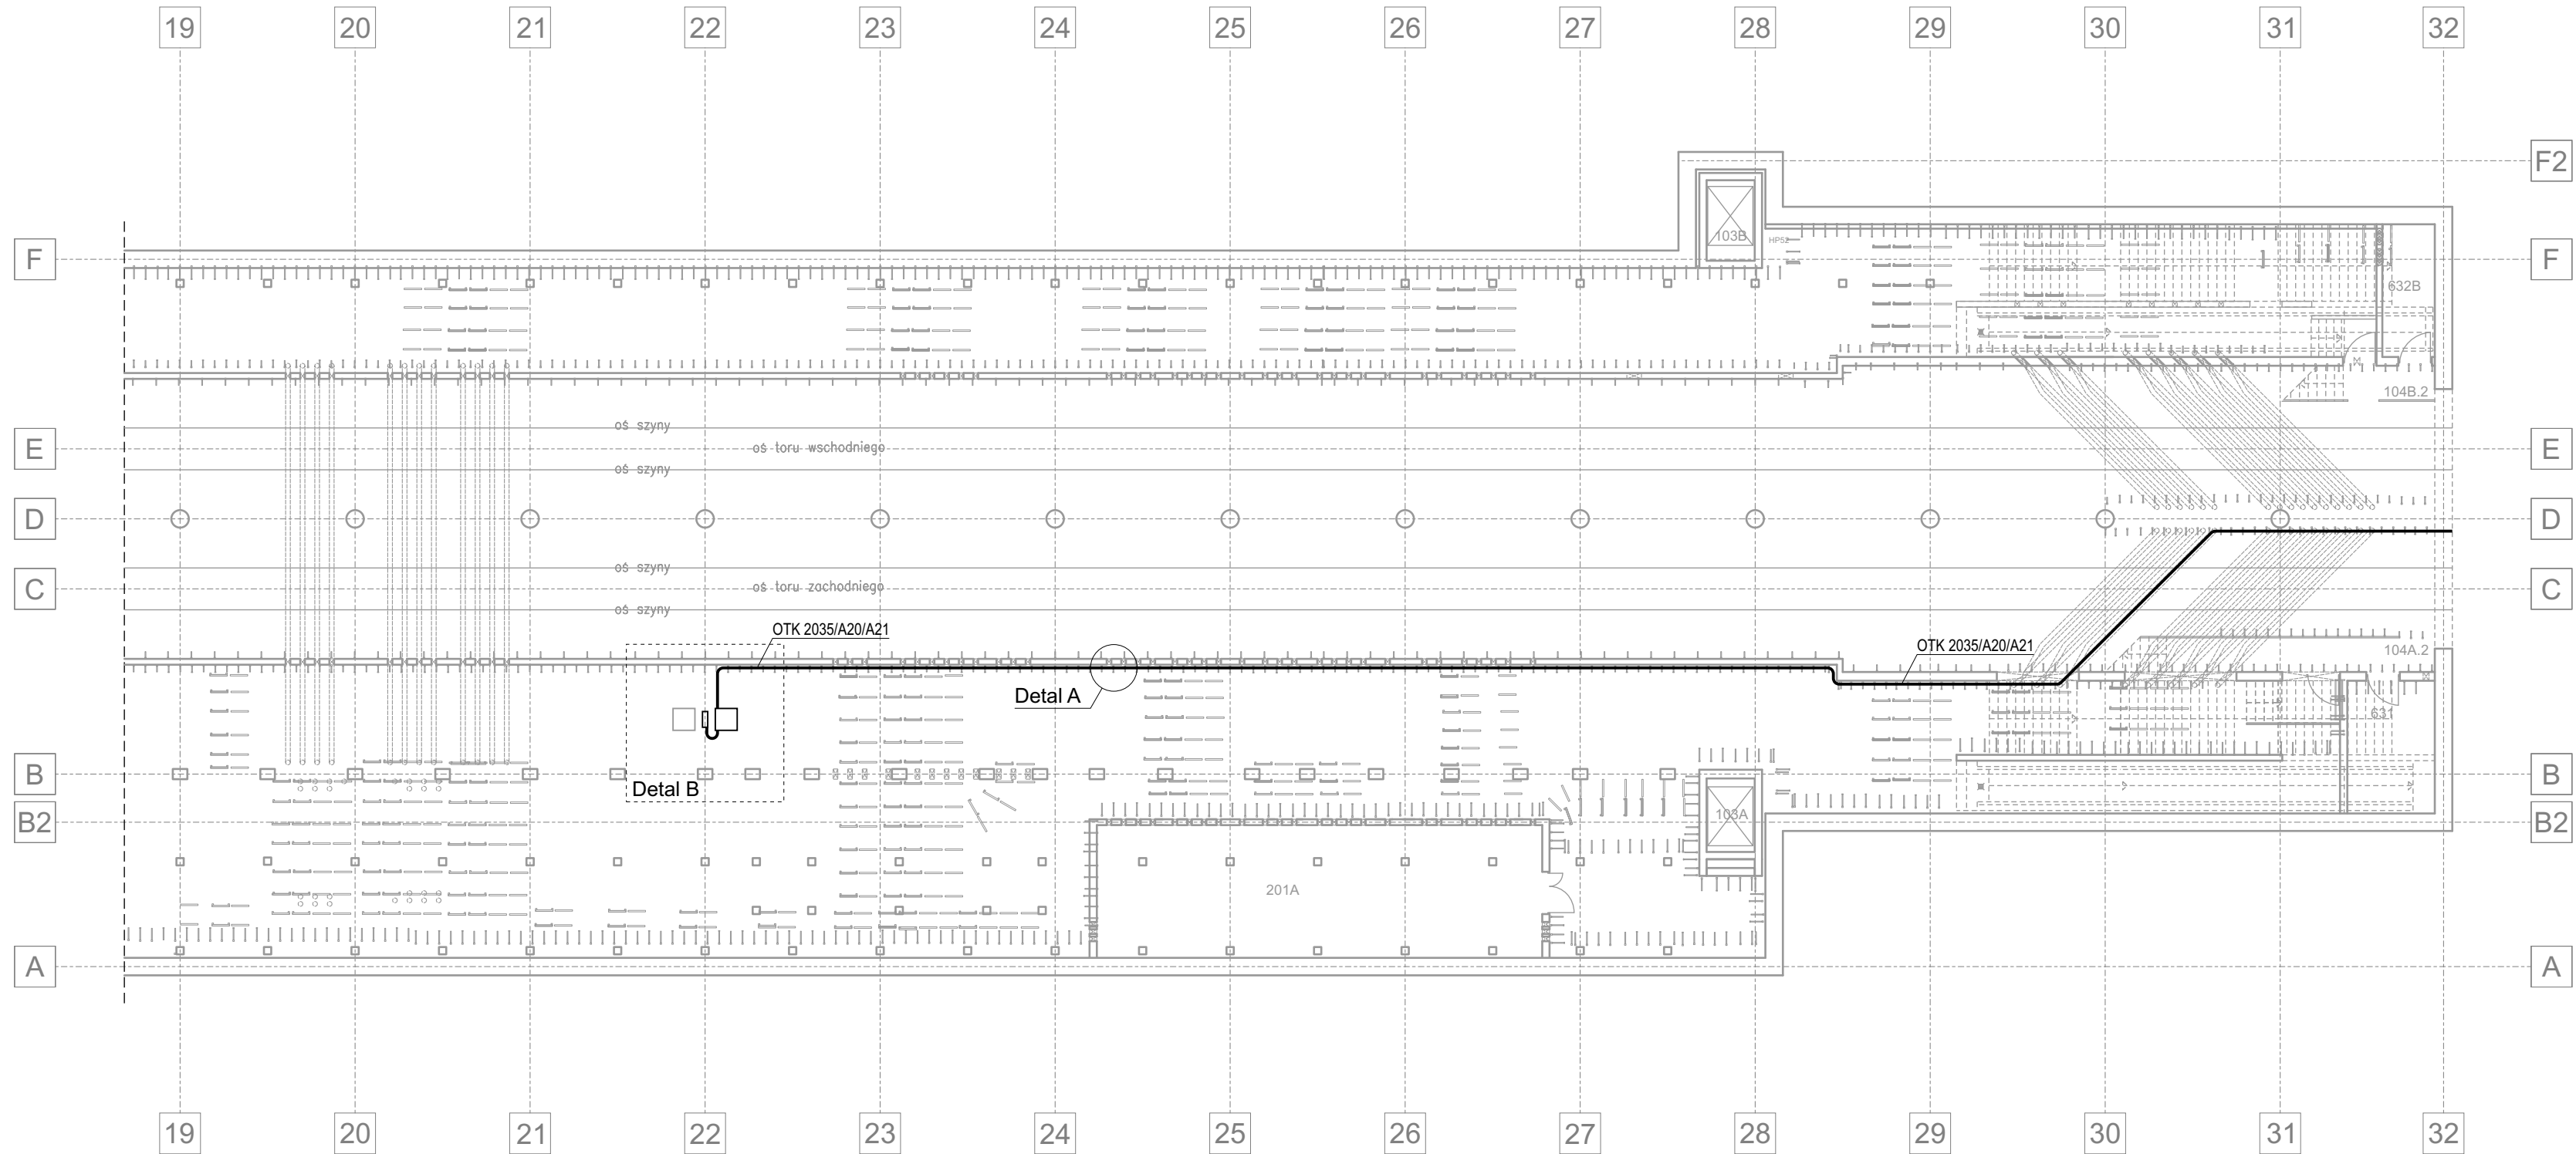 19 20 21 22 23 24 25 26 27 28 29 30 31 32
F2 F2
103B
HP52
F F
632B
104B.2
oś szyny
E oś toru wschodniego E
oś szyny
D D
oś szyny
C oś toru zachodniego C
oś szyny
OTK 2035/A20/A21
OTK 2035/A20/A21
104A.2
Detal A
631
B B
Detal B
103A
B2 B2
201A
A A
19 20 21 22 23 24 25 26 27 28 29 30 31 32